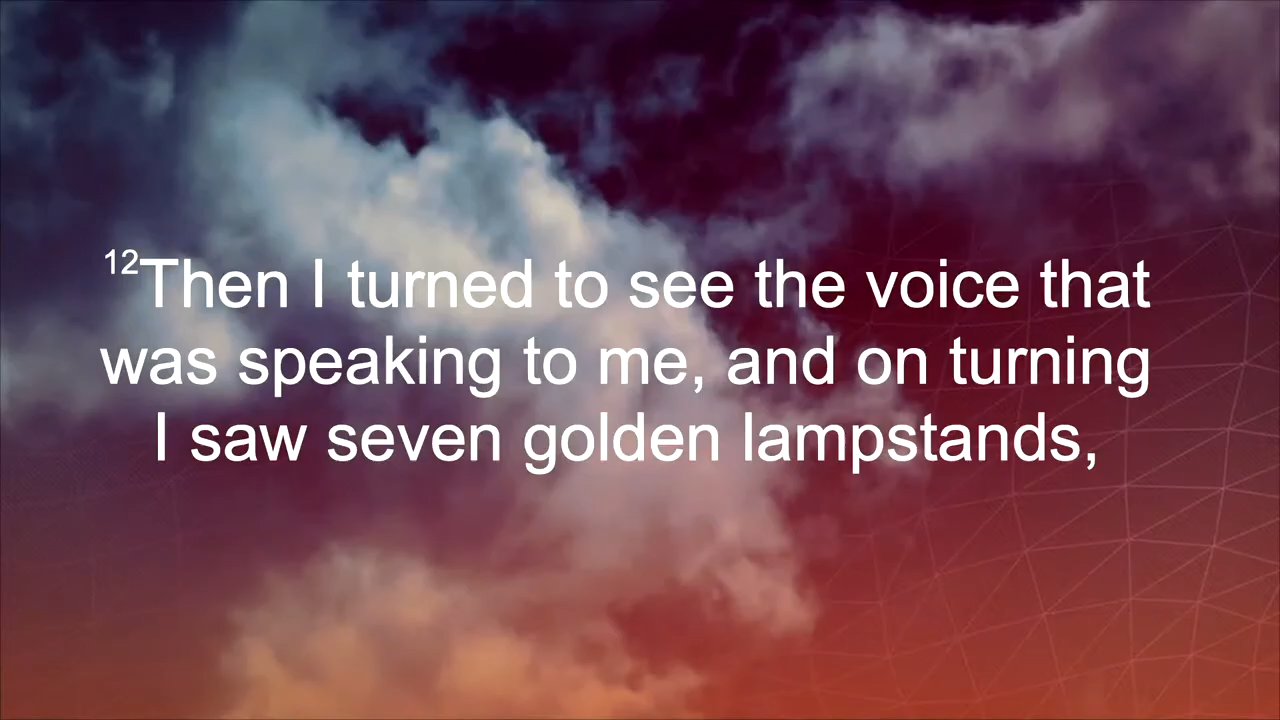 12Then I turned to see the voice that
was speaking to me, and on turning
I saw seven golden lampstands,